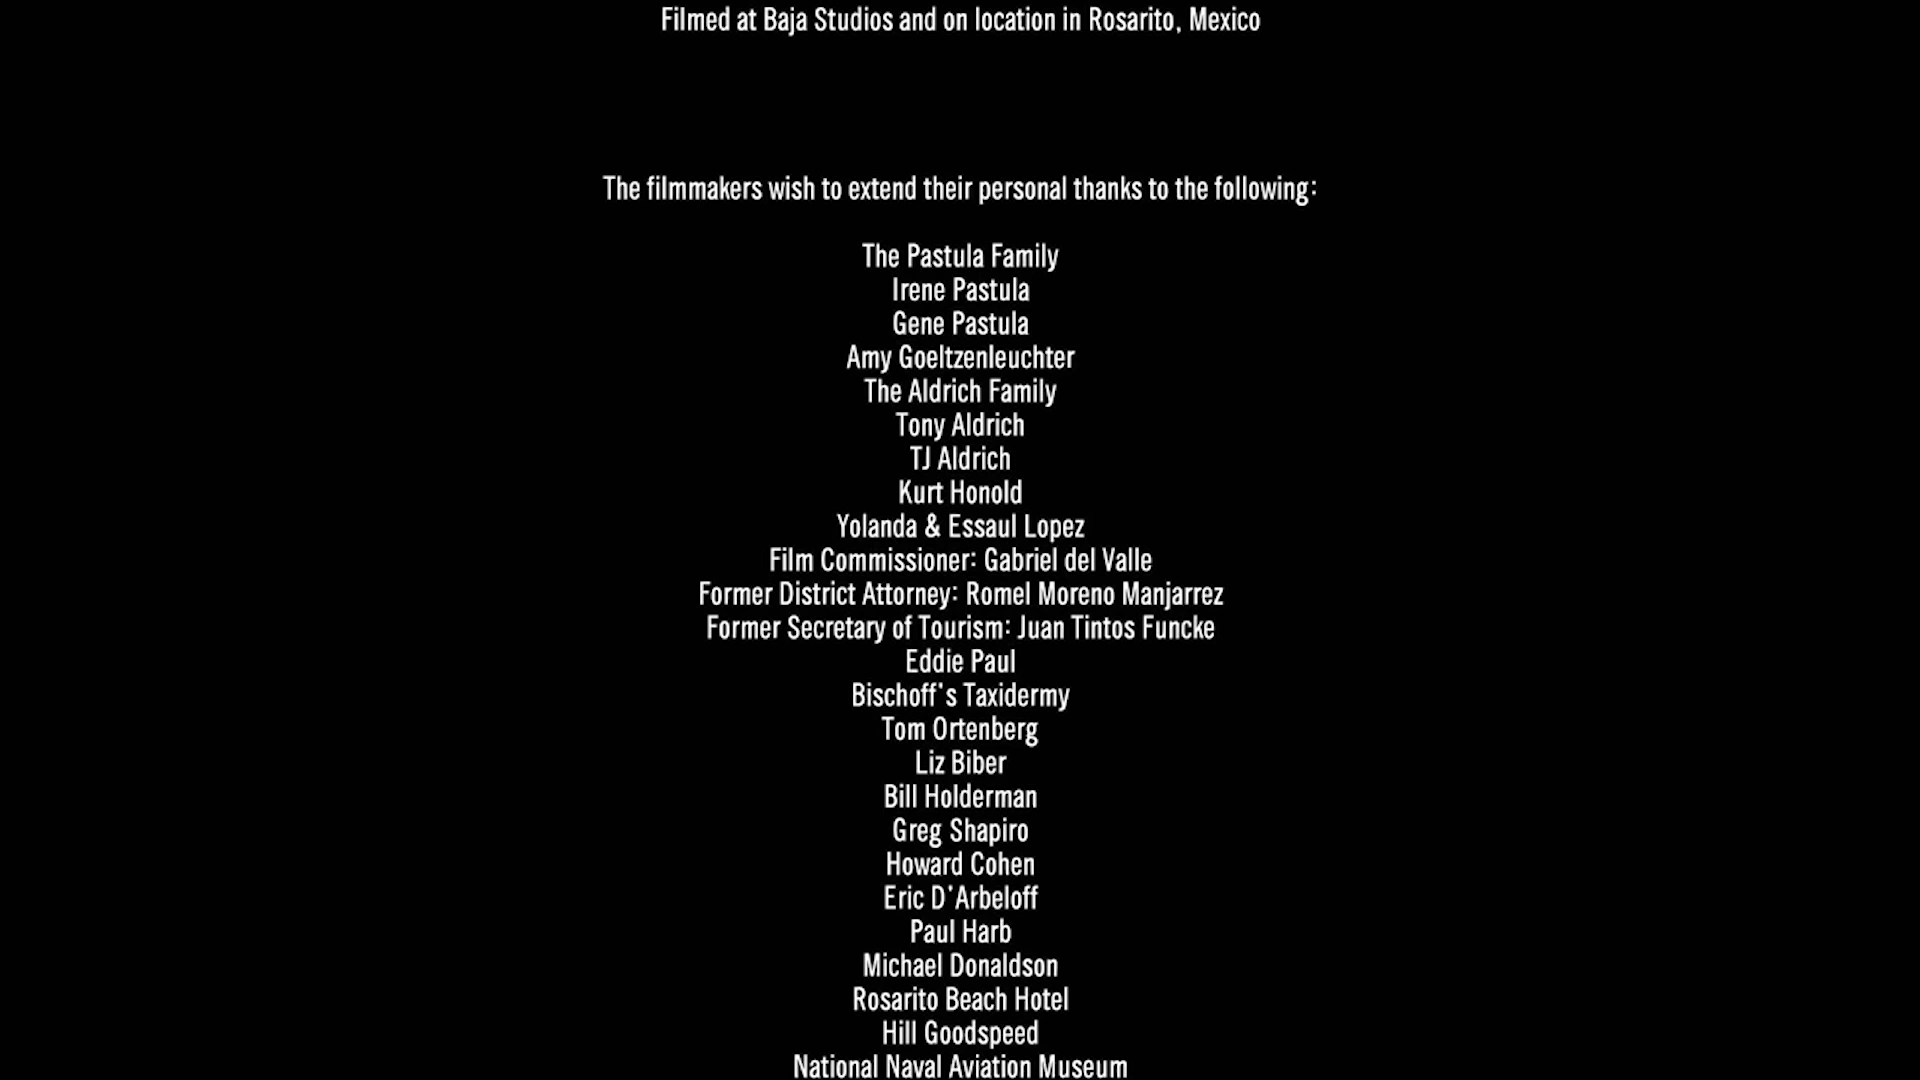 Filmed at Baja Studios and on location in Rosarito, Mexico
The filmmakers wish to extend their personal thanks to the following:
The Pastula Family
Irene Pastula
Gene Pastula
Amy Goeltzenleuchter
The Aldrich Family
Tony Aldrich
TJ Aldrich
Kurt Honold
Yolanda & Essaul Lopez
Film Commissioner: Gabriel del Valle
Former District Attorney: Romel Moreno Manjarrez
Former Secretary of Tourism: Juan Tintos Funcke
Eddie Paul
Bischoff's Taxidermy
Tom Ortenberg
Liz Biber
Bill Holderman
Greg Shapiro
Howard Cohen
Eric D'Arbeloff
Paul Harb
Michael Donaldson
Rosarito Beach Hotel
Hill Goodspeed
National Naval Aviation Museum